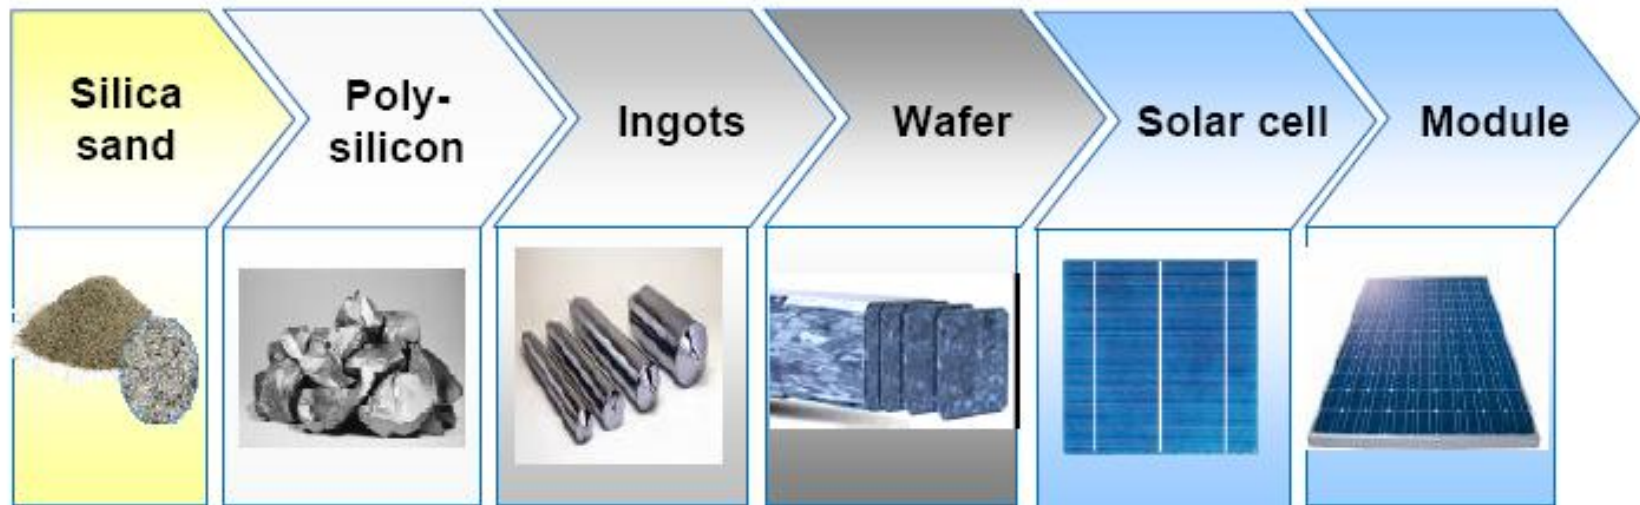 Silica
sand
Poly-
silicon
Ingots
Wafer
Solar cell
Module